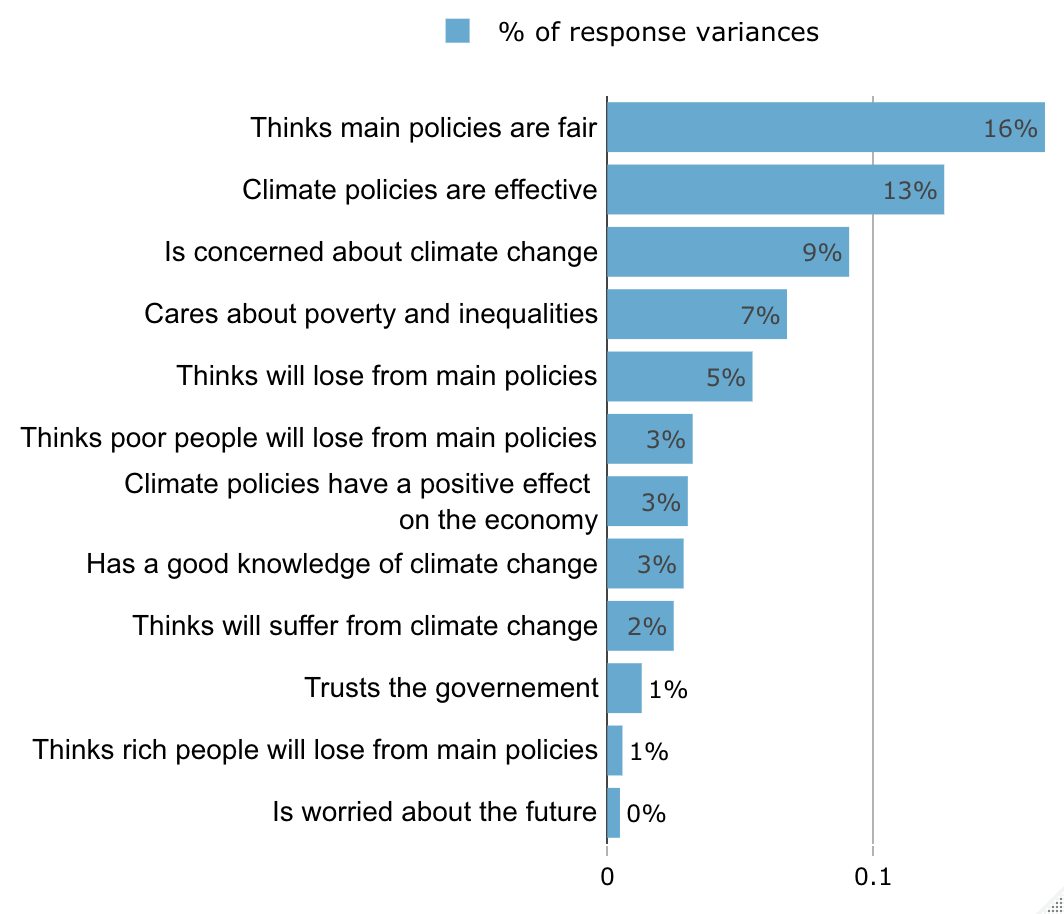 % of response variances
Thinks main policies are fair 16%
Climate policies are effective 13%
Is concerned about climate change 9%
Cares about poverty and inequalities 7%
Thinks will lose from main policies 5%
Thinks poor people will lose from main policies 3%
Climate policies have a positive effect
on the economy 3%
Has a good knowledge of climate change 3%
Thinks will suffer from climate change 2%
Trusts the governement 1%
Thinks rich people will lose from main policies 1%
Is worried about the future 0%
0 0.1